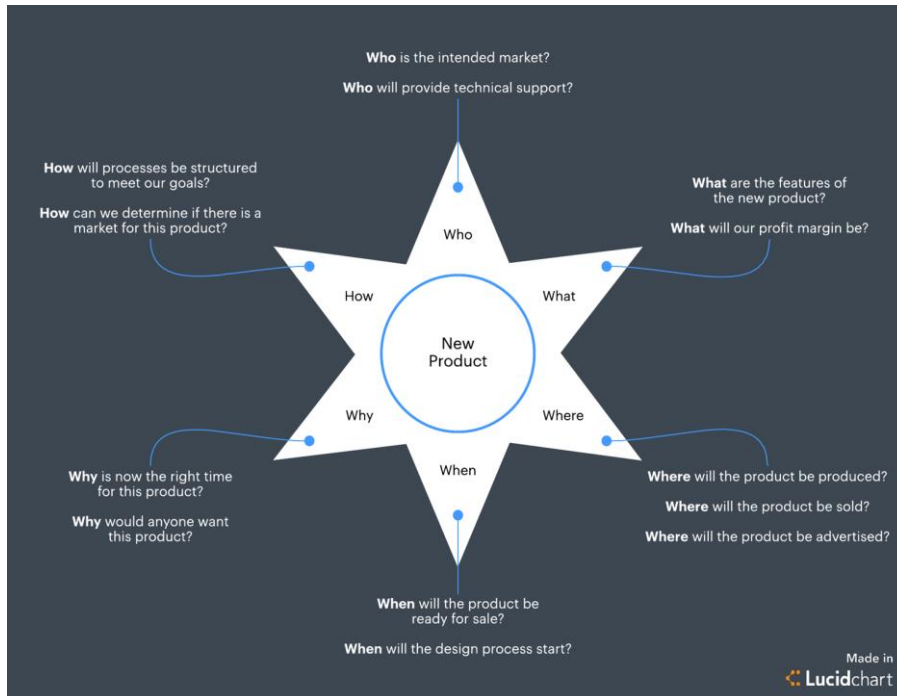 Who is the intended market?
Who will provide technical support?
How will processes be structured
to meet our goals?
How can we determine if there is a
market for this product?
What are the features of
the new product?
What will our profit margin be?
Who
How
What
New
Product
Why
Where
When
Why is now the right time
for this product?
Why would anyone want
this product?
Where will the product be produced?
Where will the product be sold?
Where will the product be advertised?
When will the product be
ready for sale?
When will the design process start?
Made in
Lucidchart